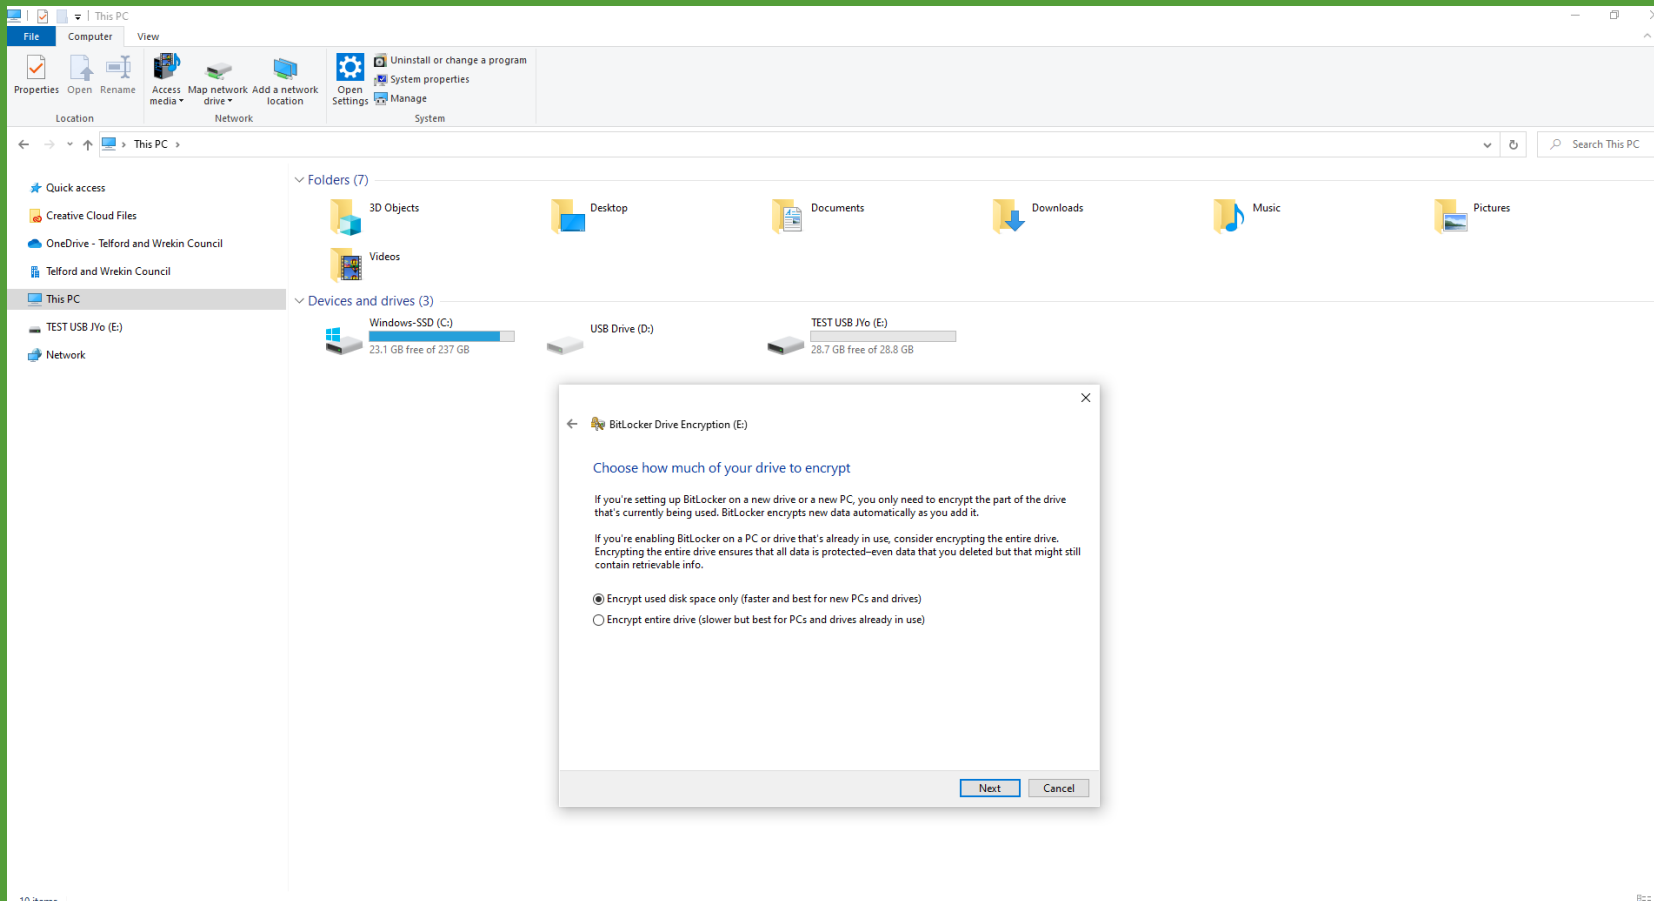 This PC
File Computer View
Properties Open Rename Access media Map network drive Add a network location Open Settings Uninstall or change a program
System properties
Manage
Location Network System
This PC Search This PC
Quick access
Creative Cloud Files
OneDrive - Telford and Wrekin Council
Telford and Wrekin Council
This PC
TEST USB JYo (E:)
Network
Folders (7)
3D Objects Desktop Documents Downloads Music Pictures
Videos
Devices and drives (3)
Windows-SSD (C:) USB Drive (D:) TEST USB JYo (E:)
23.1 GB free of 237 GB 28.7 GB free of 28.8 GB
BitLocker Drive Encryption (E:)
Choose how much of your drive to encrypt
If you're setting up BitLocker on a new drive or a new PC, you only need to encrypt the part of the drive
that's currently being used. BitLocker encrypts new data automatically as you add it.
If you're enabling BitLocker on a PC or drive that's already in use, consider encrypting the entire drive.
Encrypting the entire drive ensures that all data is protected–even data that you deleted but that might still
contain retrievable info.
Encrypt used disk space only (faster and best for new PCs and drives)
Encrypt entire drive (slower but best for PCs and drives already in use)
Next Cancel
10 items